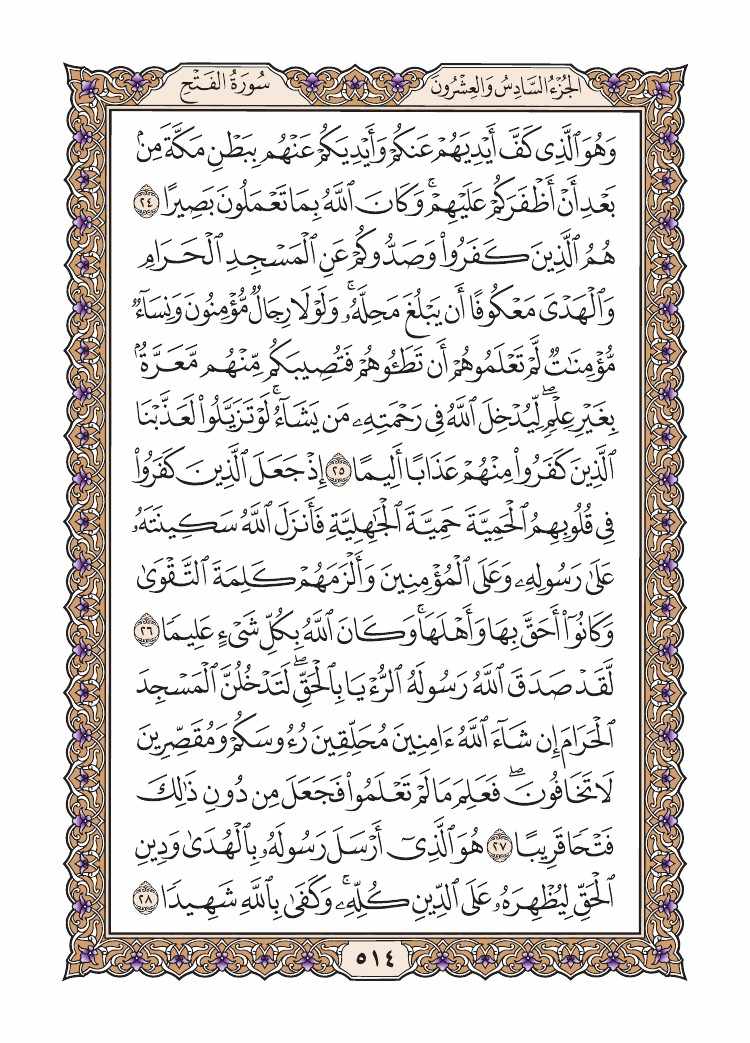 الجُزْءُ السَّادِسُ وَالعِشْرُونَ سُورَةُ الفَتْحِ
وَهُوَ ٱلَّذِى كَفَّ أَيْدِيَهُمْ عَنكُمْ وَأَيْدِيَكُمْ عَنْهُم بِبَطْنِ مَكَّةَ مِنۢ
بَعْدِ أَنْ أَظْفَرَكُمْ عَلَيْهِمْ ۚ وَكَانَ ٱللَّهُ بِمَا تَعْمَلُونَ بَصِيرًا ٢٤
هُمُ ٱلَّذِينَ كَفَرُوا۟ وَصَدُّوكُمْ عَنِ ٱلْمَسْجِدِ ٱلْحَرَامِ
وَٱلْهَدْىَ مَعْكُوفًا أَن يَبْلُغَ مَحِلَّهُۥ ۚ وَلَوْلَا رِجَالٌ مُّؤْمِنُونَ وَنِسَآءٌ
مُّؤْمِنَٰتٌ لَّمْ تَعْلَمُوهُمْ أَن تَطَـُٔوهُمْ فَتُصِيبَكُم مِّنْهُم مَّعَرَّةٌۢ
بِغَيْرِ عِلْمٍ ۖ لِّيُدْخِلَ ٱللَّهُ فِى رَحْمَتِهِۦ مَن يَشَآءُ ۚ لَوْ تَزَيَّلُوا۟ لَعَذَّبْنَا
ٱلَّذِينَ كَفَرُوا۟ مِنْهُمْ عَذَابًا أَلِيمًا ٢٥ إِذْ جَعَلَ ٱلَّذِينَ كَفَرُوا۟
فِى قُلُوبِهِمُ ٱلْحَمِيَّةَ حَمِيَّةَ ٱلْجَٰهِلِيَّةِ فَأَنزَلَ ٱللَّهُ سَكِينَتَهُۥ
عَلَىٰ رَسُولِهِۦ وَعَلَى ٱلْمُؤْمِنِينَ وَأَلْزَمَهُمْ كَلِمَةَ ٱلتَّقْوَىٰ
وَكَانُوٓا۟ أَحَقَّ بِهَا وَأَهْلَهَا ۚ وَكَانَ ٱللَّهُ بِكُلِّ شَىْءٍ عَلِيمًا ٢٦
لَّقَدْ صَدَقَ ٱللَّهُ رَسُولَهُ ٱلرُّءْيَا بِٱلْحَقِّ ۖ لَتَدْخُلُنَّ ٱلْمَسْجِدَ
ٱلْحَرَامَ إِن شَآءَ ٱللَّهُ ءَامِنِينَ مُحَلِّقِينَ رُءُوسَكُمْ وَمُقَصِّرِينَ
لَا تَخَافُونَ ۖ فَعَلِمَ مَا لَمْ تَعْلَمُوا۟ فَجَعَلَ مِن دُونِ ذَٰلِكَ
فَتْحًا قَرِيبًا ٢٧ هُوَ ٱلَّذِىٓ أَرْسَلَ رَسُولَهُۥ بِٱلْهُدَىٰ وَدِينِ
ٱلْحَقِّ لِيُظْهِرَهُۥ عَلَى ٱلدِّينِ كُلِّهِۦ ۚ وَكَفَىٰ بِٱللَّهِ شَهِيدًا ٢٨
٥١٤